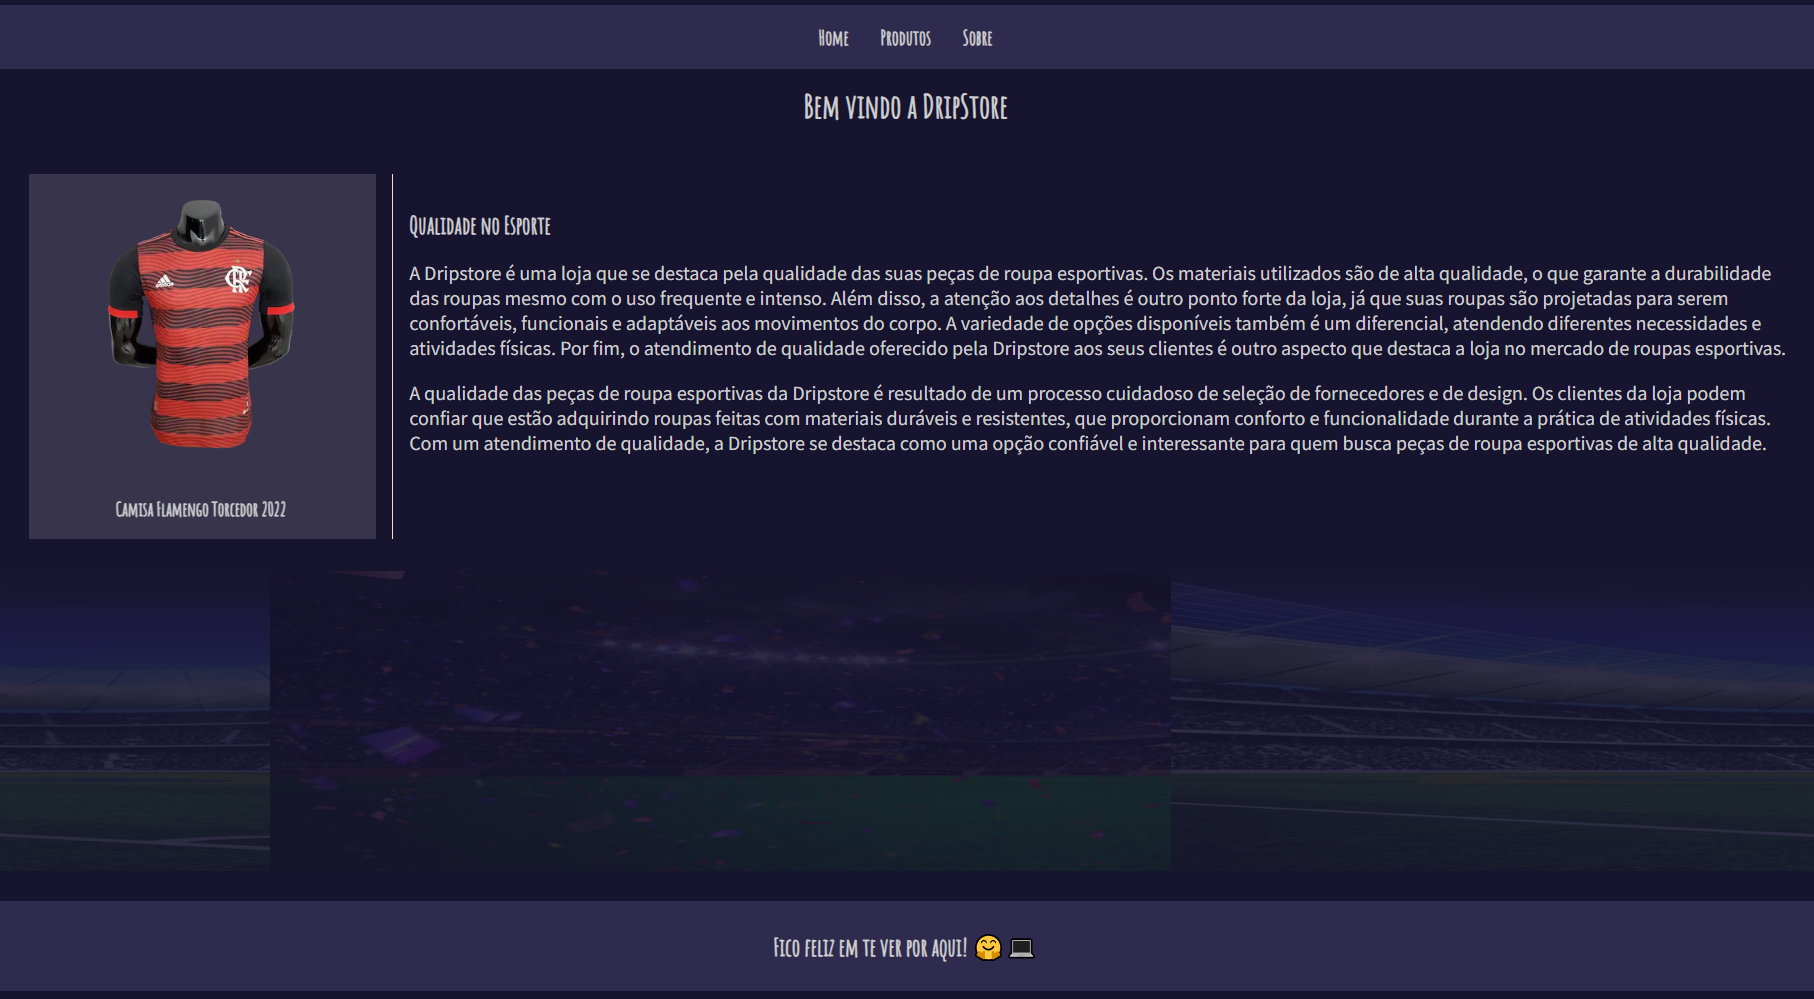 Home Produtos Sobre
Bem vindo a DripStore
adidas
CRF
Camisa Flamengo Torcedor 2022
Qualidade no Esporte
A Dripstore é uma loja que se destaca pela qualidade das suas peças de roupa esportivas. Os materiais utilizados são de alta qualidade, o que garante a durabilidade
das roupas mesmo com o uso frequente e intenso. Além disso, a atenção aos detalhes é outro ponto forte da loja, já que suas roupas são projetadas para serem
confortáveis, funcionais e adaptáveis aos movimentos do corpo. A variedade de opções disponíveis também é um diferencial, atendendo diferentes necessidades e
atividades físicas. Por fim, o atendimento de qualidade oferecido pela Dripstore aos seus clientes é outro aspecto que destaca a loja no mercado de roupas esportivas.
A qualidade das peças de roupa esportivas da Dripstore é resultado de um processo cuidadoso de seleção de fornecedores e de design. Os clientes da loja podem
confiar que estão adquirindo roupas feitas com materiais duráveis e resistentes, que proporcionam conforto e funcionalidade durante a prática de atividades físicas.
Com um atendimento de qualidade, a Dripstore se destaca como uma opção confiável e interessante para quem busca peças de roupa esportivas de alta qualidade.
Fico feliz em te ver por aqui! 🤗 💻